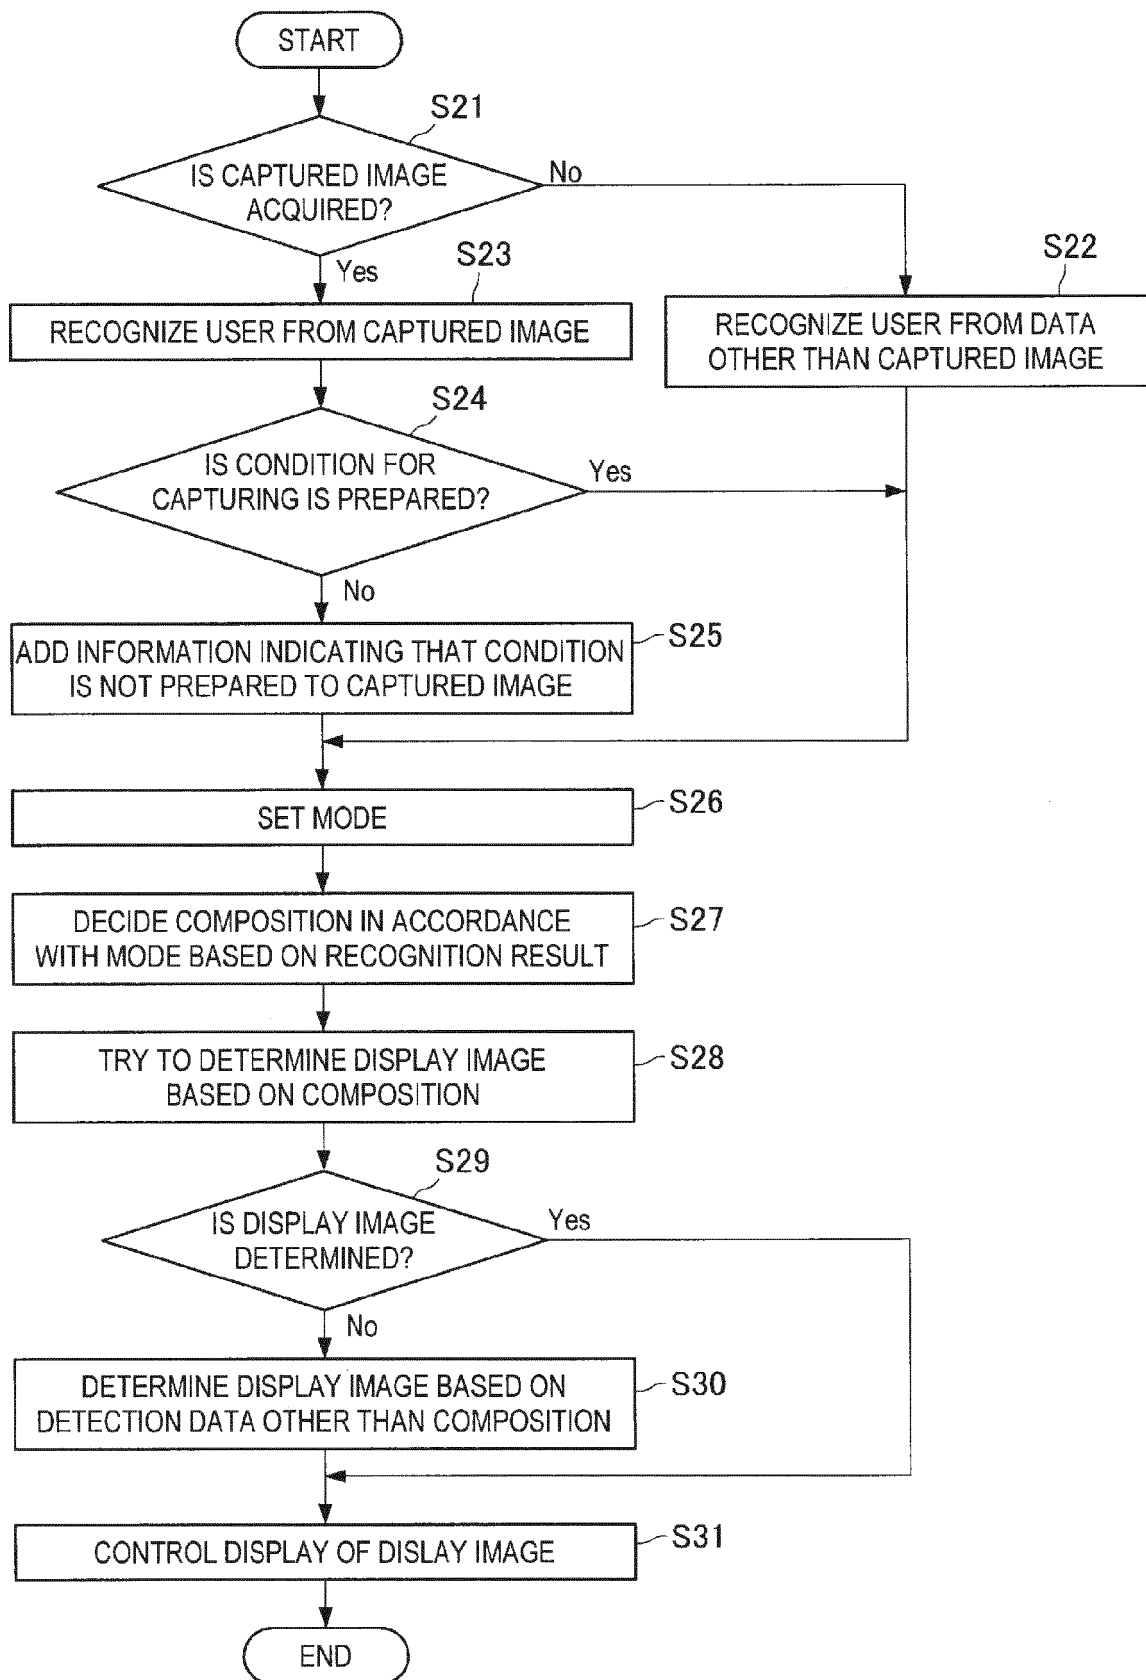 START
S21
IS CAPTURED IMAGE
ACQUIRED?
No
Yes
S23
S22
RECOGNIZE USER FROM CAPTURED IMAGE
RECOGNIZE USER FROM DATA
OTHER THAN CAPTURED IMAGE
S24
IS CONDITION FOR
CAPTURING IS PREPARED?
Yes
No
ADD INFORMATION INDICATING THAT CONDITION
IS NOT PREPARED TO CAPTURED IMAGE
S25
SET MODE
S26
DECIDE COMPOSITION IN ACCORDANCE
WITH MODE BASED ON RECOGNITION RESULT
S27
TRY TO DETERMINE DISPLAY IMAGE
BASED ON COMPOSITION
S28
S29
IS DISPLAY IMAGE
DETERMINED?
Yes
No
DETERMINE DISPLAY IMAGE BASED ON
DETECTION DATA OTHER THAN COMPOSITION
S30
CONTROL DISPLAY OF DISLAY IMAGE
S31
END